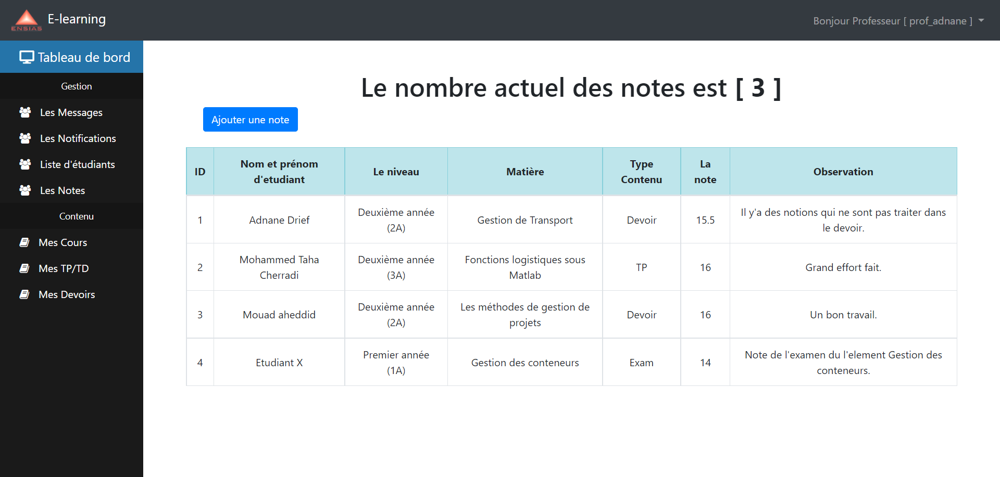 ENSIAS
E-learning
Bonjour Professeur [ prof_adnane ]
Tableau de bord
Gestion
Les Messages
Les Notifications
Liste d'étudiants
Les Notes
Contenu
Mes Cours
Mes TP/TD
Mes Devoirs
Le nombre actuel des notes est [ 3 ]
Ajouter une note
ID
Nom et prénom
d'etudiant
Le niveau
Matière
Type
Contenu
La
note
Observation
1
Adnane Drief
Deuxième année
(2A)
Gestion de Transport
Devoir
15.5
Il y'a des notions qui ne sont pas traiter dans
le devoir.
2
Mohammed Taha
Cherradi
Deuxième année
(3A)
Fonctions logistiques sous
Matlab
TP
16
Grand effort fait.
3
Mouad aheddid
Deuxième année
(2A)
Les méthodes de gestion de
projets
Devoir
16
Un bon travail.
4
Etudiant X
Premier année
(1A)
Gestion des conteneurs
Exam
14
Note de l'examen du l'element Gestion des
conteneurs.